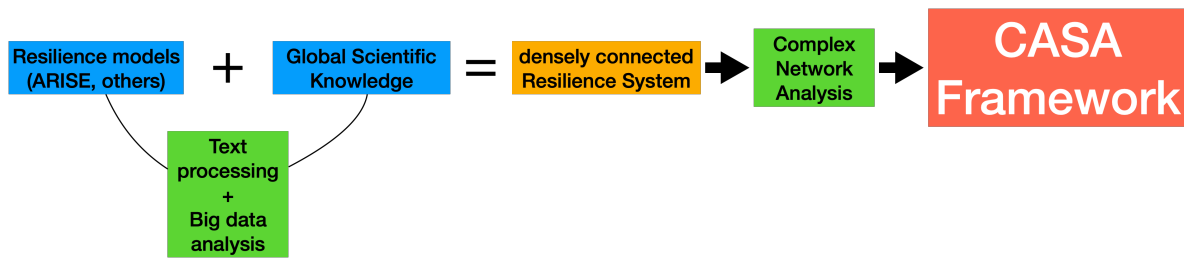 Resilience models
(ARISE, others)
+
Global Scientific
Knowledge
=
densely connected
Resilience System
Complex
Network
Analysis
CASA
Framework
Text
processing
+
Big data
analysis